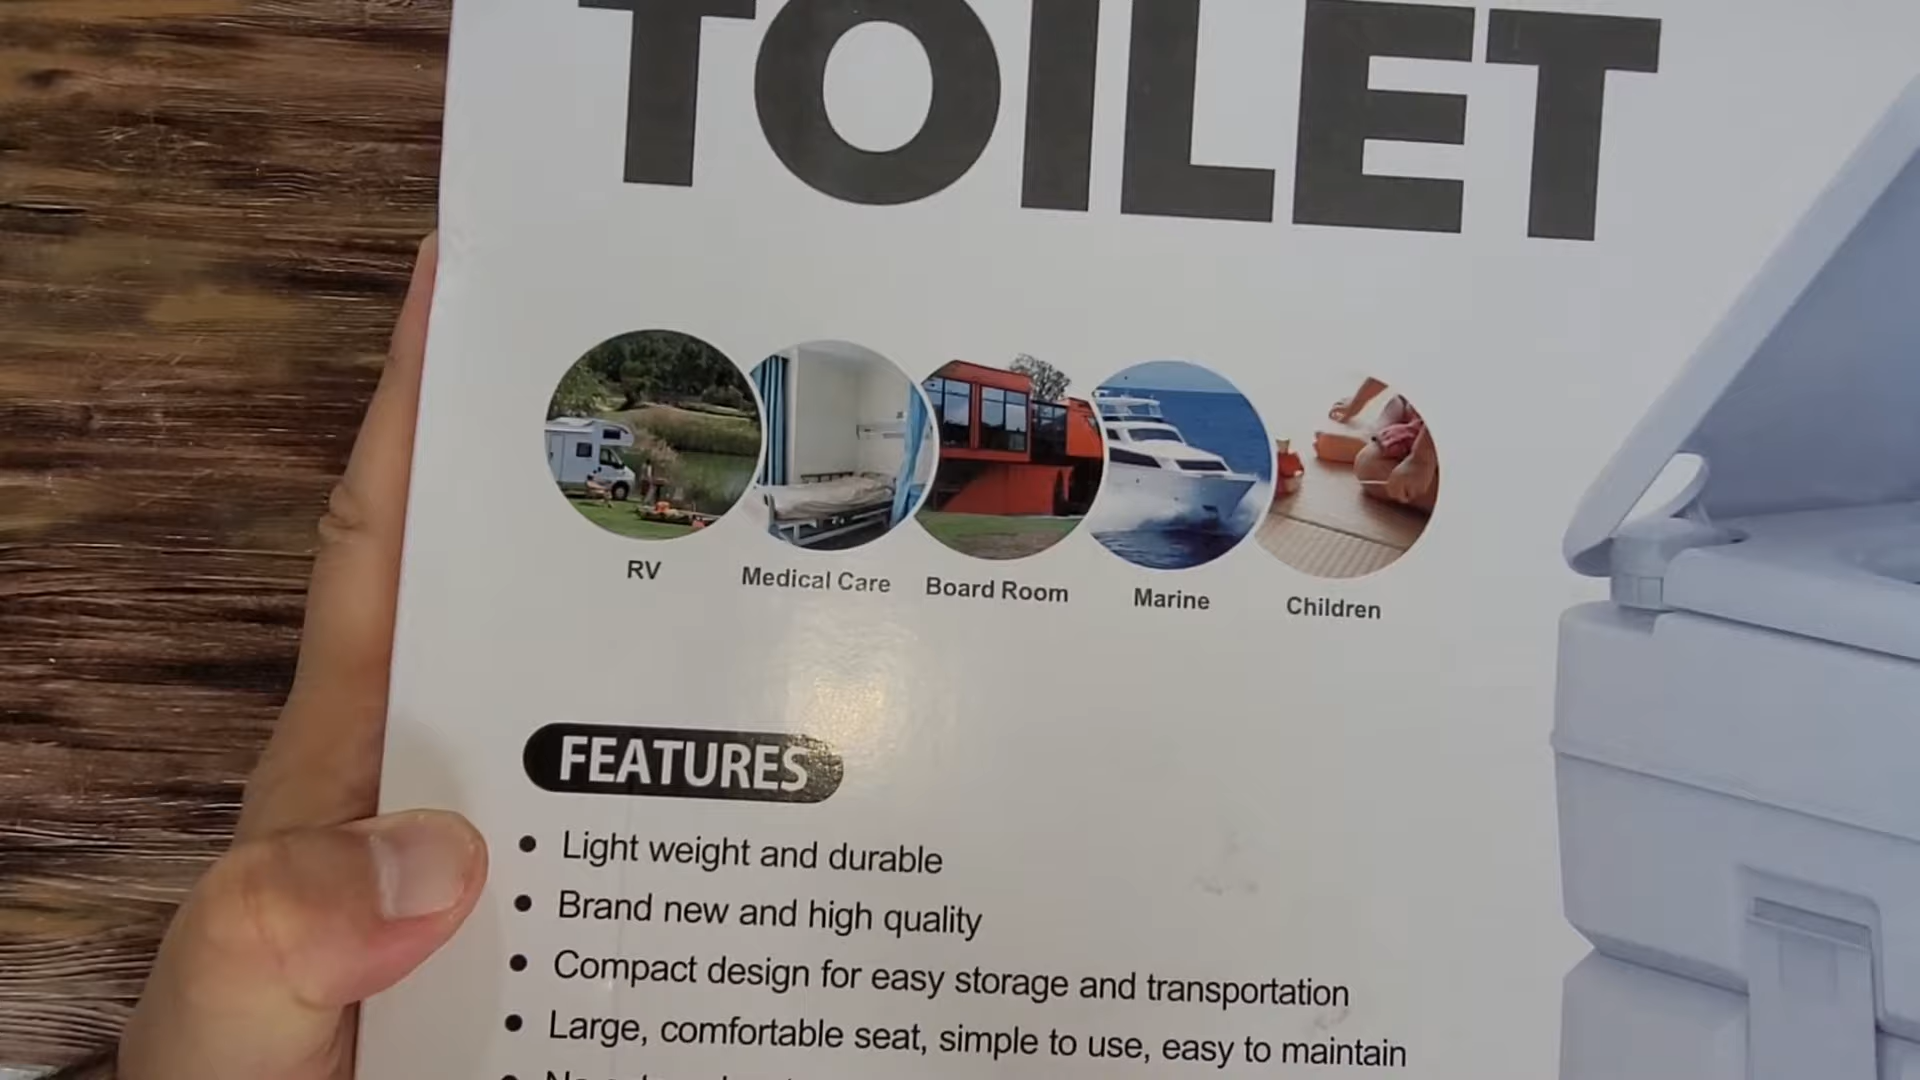 TOILET
RV
Medical Care
Board Room
Marine
Children
FEATURES
• Light weight and durable
• Brand new and high quality
• Compact design for easy storage and transportation
• Large, comfortable seat, simple to use, easy to maintain